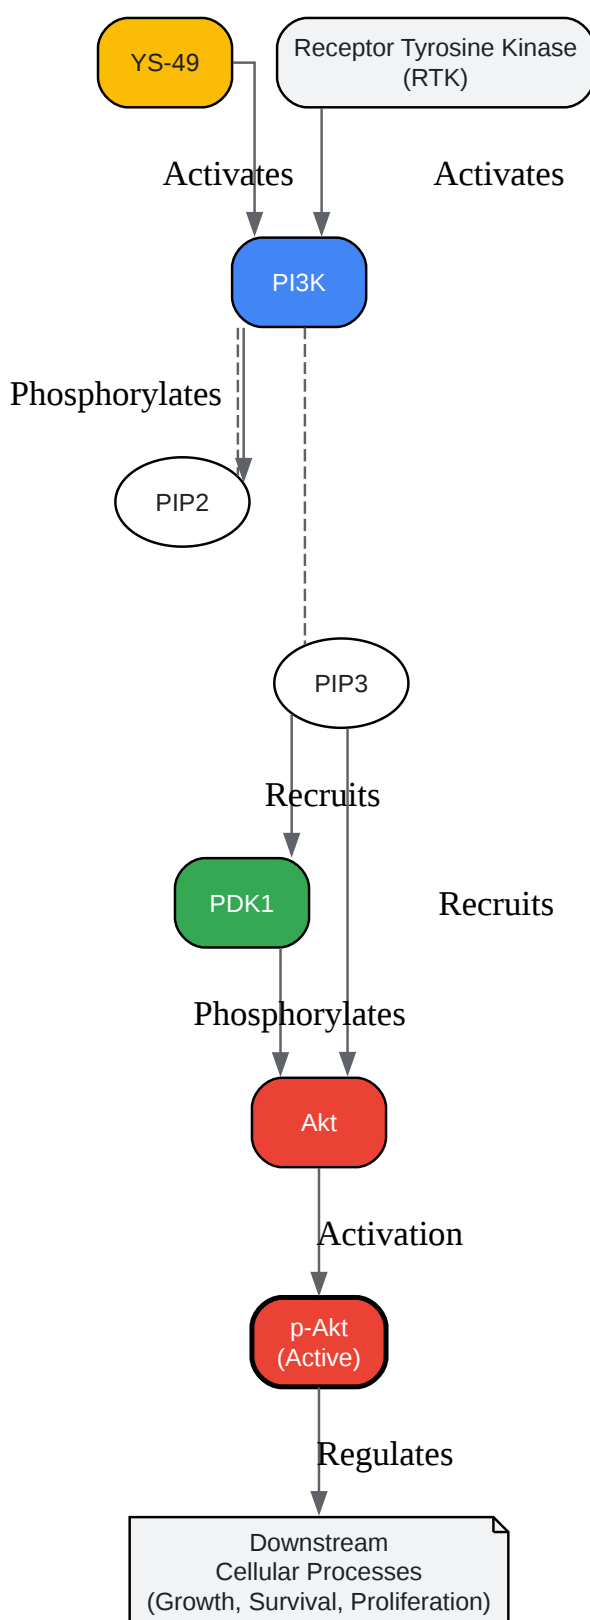 YS-49
Receptor Tyrosine Kinase
(RTK)
Activates
Activates
PI3K
Phosphorylates
PIP2
PIP3
Recruits
PDK1
Recruits
Phosphorylates
Akt
Activation
p-Akt
(Active)
Regulates
Downstream
Cellular Processes
(Growth, Survival, Proliferation)